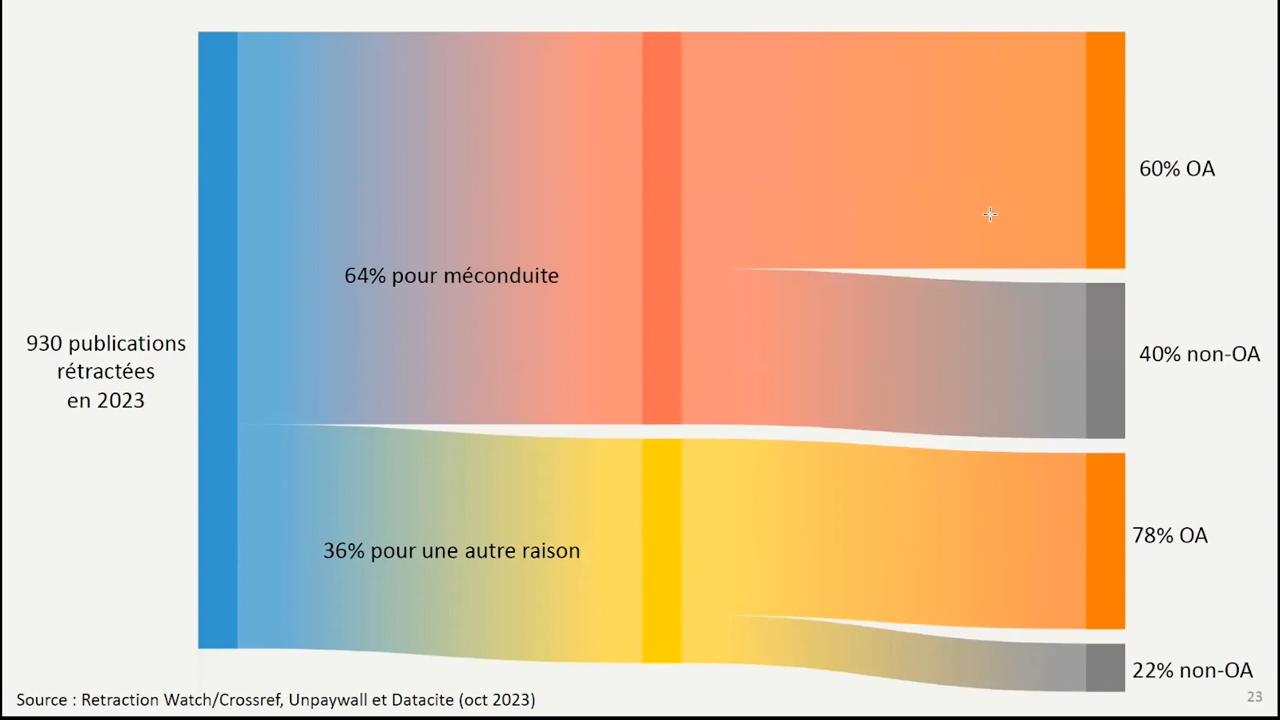 60% OA
64% pour méconduite
930 publications
rétractées
en 2023
40% non-OA
36% pour une autre raison
78% OA
22% non-OA
Source : Retraction Watch/Crossref, Unpaywall et Datacite (oct 2023)
23